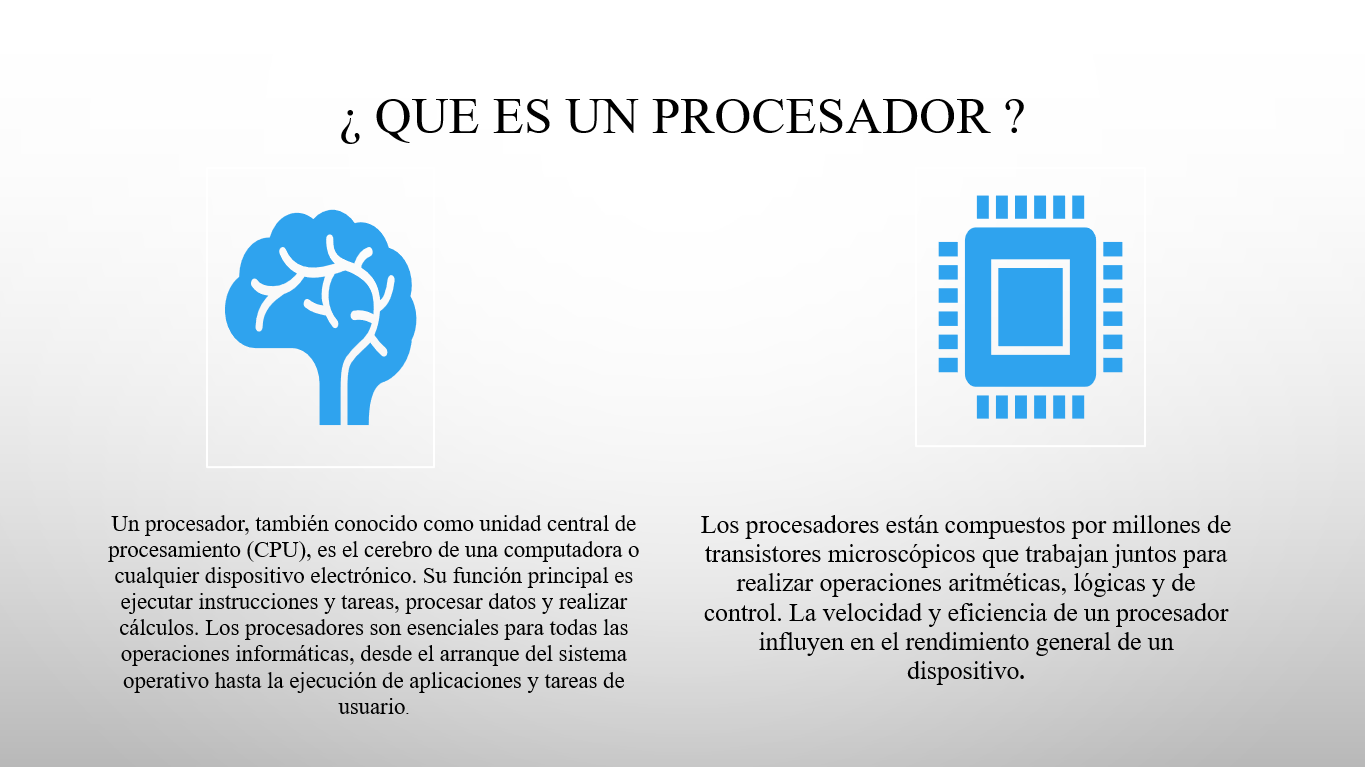 ¿ QUE ES UN PROCESADOR ?
Un procesador, también conocido como unidad central de
procesamiento (CPU), es el cerebro de una computadora o
cualquier dispositivo electrónico. Su función principal es
ejecutar instrucciones y tareas, procesar datos y realizar
cálculos. Los procesadores son esenciales para todas las
operaciones informáticas, desde el arranque del sistema
operativo hasta la ejecución de aplicaciones y tareas de
usuario.
Los procesadores están compuestos por millones de
transistores microscópicos que trabajan juntos para
realizar operaciones aritméticas, lógicas y de
control. La velocidad y eficiencia de un procesador
influyen en el rendimiento general de un
dispositivo.